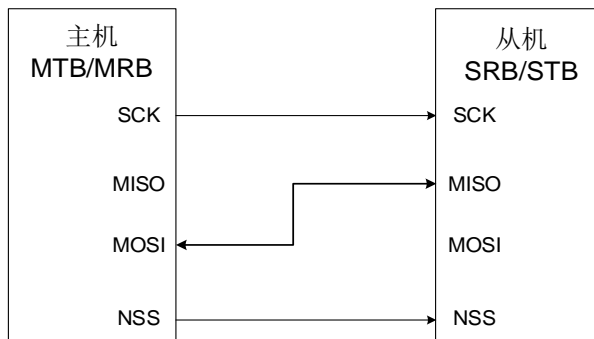 主机
MTB/MRB
SCK
MISO
MOSI
NSS
从机
SRB/STB
SCK
MISO
MOSI
NSS